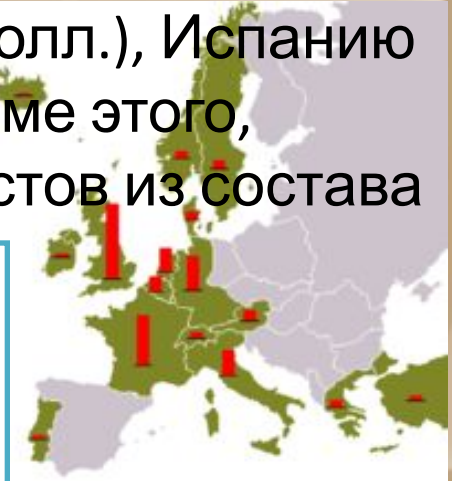 олл.), Испанию
ме этого,
стов из состава